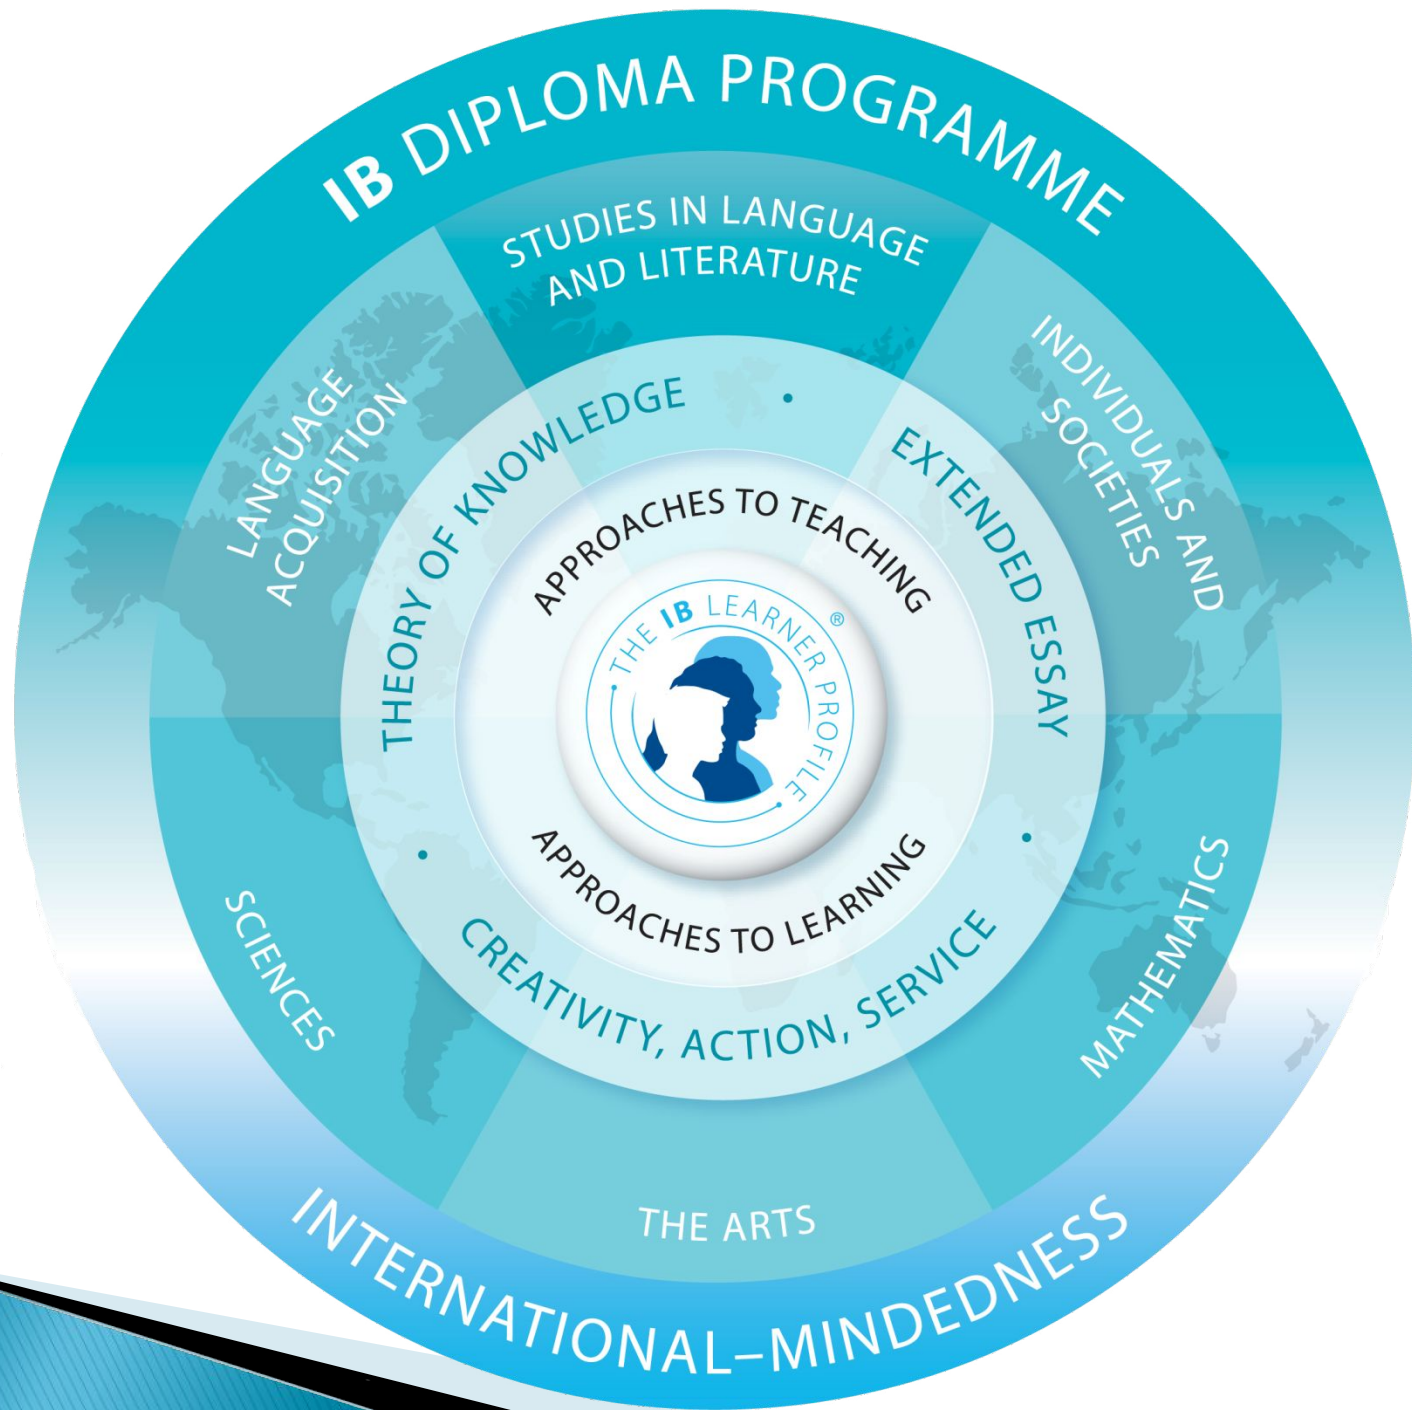 IB DIPLOMA PROGRAMME
STUDIES IN LANGUAGE
AND LITERATURE
LANGUAGE
ACQUISITION
INDIVIDUALS AND
SOCIETIES
THEORY OF KNOWLEDGE
•
EXTENDED ESSAY
APPROACHES TO TEACHING
• THE IB LEARNER PROFILE •
®
APPROACHES TO LEARNING
•
CREATIVITY, ACTION, SERVICE
•
SCIENCES
MATHEMATICS
THE ARTS
INTERNATIONAL–MINDEDNESS